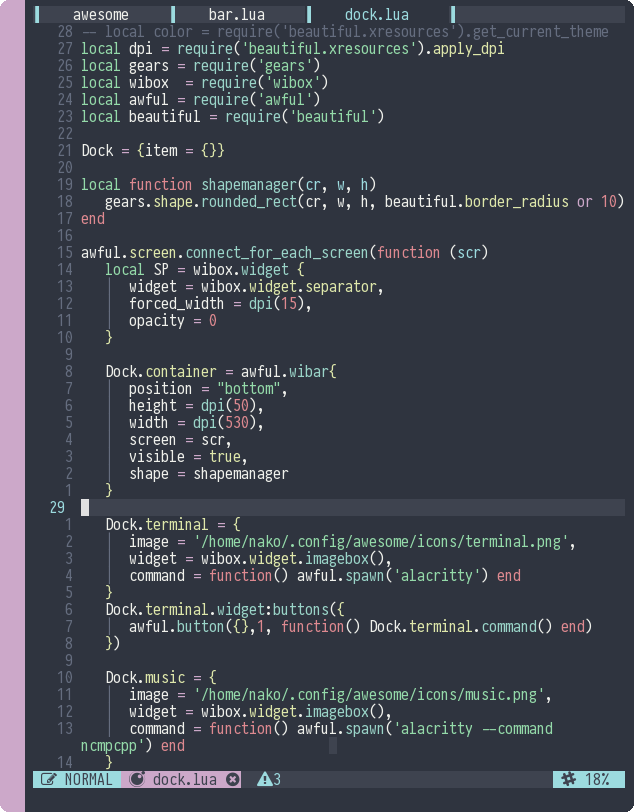 awesome bar.lua dock.lua
28 -- local color = require('beautiful.xresources').get_current_theme
27 local dpi = require('beautiful.xresources').apply_dpi
26 local gears = require('gears')
25 local wibox  = require('wibox')
24 local awful = require('awful')
23 local beautiful = require('beautiful')
22
21 Dock = {item = {}}
20
19 local function shapemanager(cr, w, h)
18    gears.shape.rounded_rect(cr, w, h, beautiful.border_radius or 10)
17 end
16
15 awful.screen.connect_for_each_screen(function (scr)
14    local SP = wibox.widget {
13       widget = wibox.widget.separator,
12       forced_width = dpi(15),
11       opacity = 0
10    }
9
8    Dock.container = awful.wibar{
7       position = "bottom",
6       height = dpi(50),
5       width = dpi(530),
4       screen = scr,
3       visible = true,
2       shape = shapemanager
1    }
29
1    Dock.terminal = {
2       image = '/home/nako/.config/awesome/icons/terminal.png',
3       widget = wibox.widget.imagebox(),
4       command = function() awful.spawn('alacritty') end
5    }
6    Dock.terminal.widget:buttons({
7       awful.button({},1, function() Dock.terminal.command() end)
8    })
9
10    Dock.music = {
11       image = '/home/nako/.config/awesome/icons/music.png',
12       widget = wibox.widget.imagebox(),
13       command = function() awful.spawn('alacritty --command
ncmpcpp') end
14    }
NORMAL dock.lua 3 18%